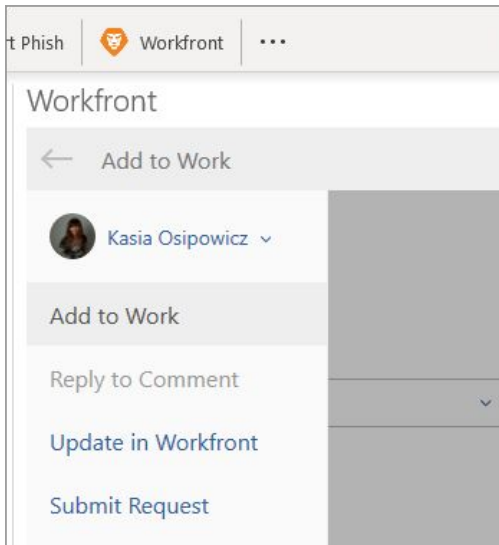 t Phish Workfront ...
Workfront
Add to Work
Kasia Osipowicz
Add to Work
Reply to Comment
Update in Workfront
Submit Request